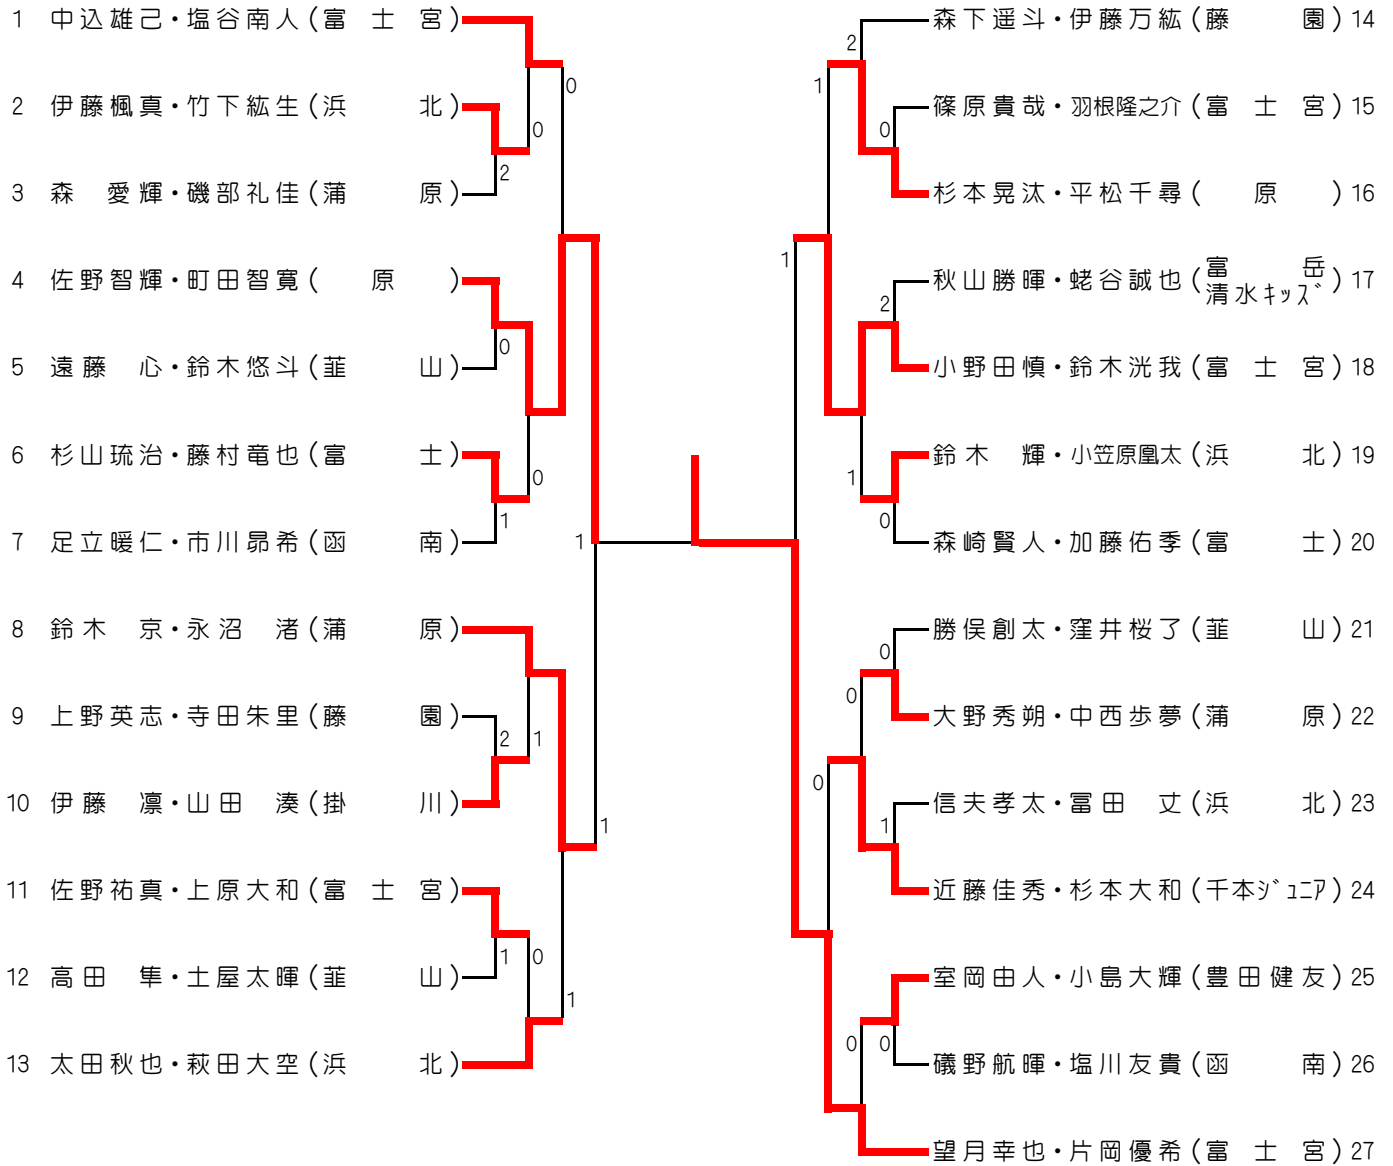 1 中込雄己・塩谷南人(富士宮)
2 伊藤楓真・竹下紘生(浜北)
3 森 愛輝・磯部礼佳(蒲原)
4 佐野智輝・町田智寛(原)
5 遠藤 心・鈴木悠斗(韮山)
6 杉山琉治・藤村竜也(富士)
7 足立暖仁・市川昴希(函南)
8 鈴木 京・永沼 渚(蒲原)
9 上野英志・寺田朱里(藤園)
10 伊藤 凛・山田 湊(掛川)
11 佐野祐真・上原大和(富士宮)
12 高田 隼・土屋太暉(韮山)
13 太田秋也・萩田大空(浜北)
0
0
2
0
0
1
1
2
1
1
1
0
1
森下遥斗・伊藤万紘(藤園) 14
篠原貴哉・羽根隆之介(富士宮) 15
杉本晃汰・平松千尋(原) 16
秋山勝暉・蛯谷誠也(富岳清水キッズ) 17
小野田慎・鈴木洸我(富士宮) 18
鈴木 輝・小笠原凰太(浜北) 19
森崎賢人・加藤佑季(富士) 20
勝俣創太・窪井桜了(韮山) 21
大野秀朔・中西歩夢(蒲原) 22
信夫孝太・冨田 丈(浜北) 23
近藤佳秀・杉本大和(千本ジュニア) 24
室岡由人・小島大輝(豊田健友) 25
礒野航暉・塩川友貴(函南) 26
望月幸也・片岡優希(富士宮) 27
2
1
0
1
2
1
0
0
0
0
1
0
0